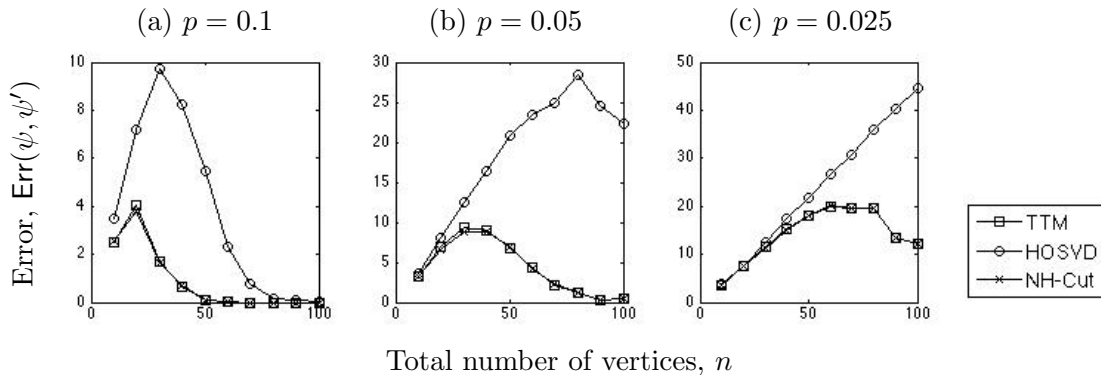 (a) p = 0.1 (b) p = 0.05 (c) p = 0.025
Error, Err(ψ, ψ′)
10
8
6
4
2
0
0 50 100
30
25
20
15
10
5
0
0 50 100
50
40
30
20
10
0
0 50 100
TTM
HOSVD
NH-Cut
Total number of vertices, n